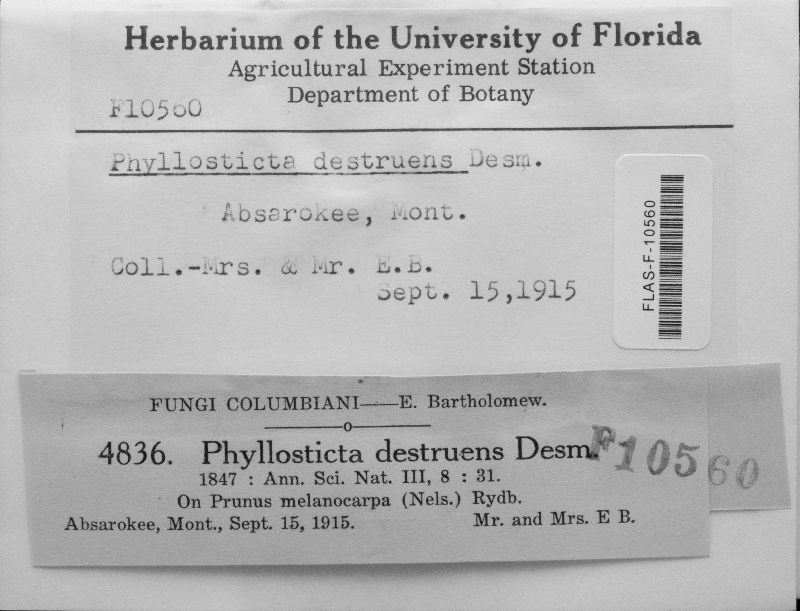 Herbarium of the University of Florida
Agricultural Experiment Station
Department of Botany
F10560
Phyllosticta destruens Desm.
Absarokee, Mont.
Coll.-Mrs. & Mr. E.B.
Sept. 15,1915
FLAS-F-10560
FUNGI COLUMBIANI——E. Bartholomew.
4836. Phyllosticta destruens Desm.
F10560
1847 : Ann. Sci. Nat. III, 8 : 31.
On Prunus melanocarpa (Nels.) Rydb.
Absarokee, Mont., Sept. 15, 1915. Mr. and Mrs. E B.